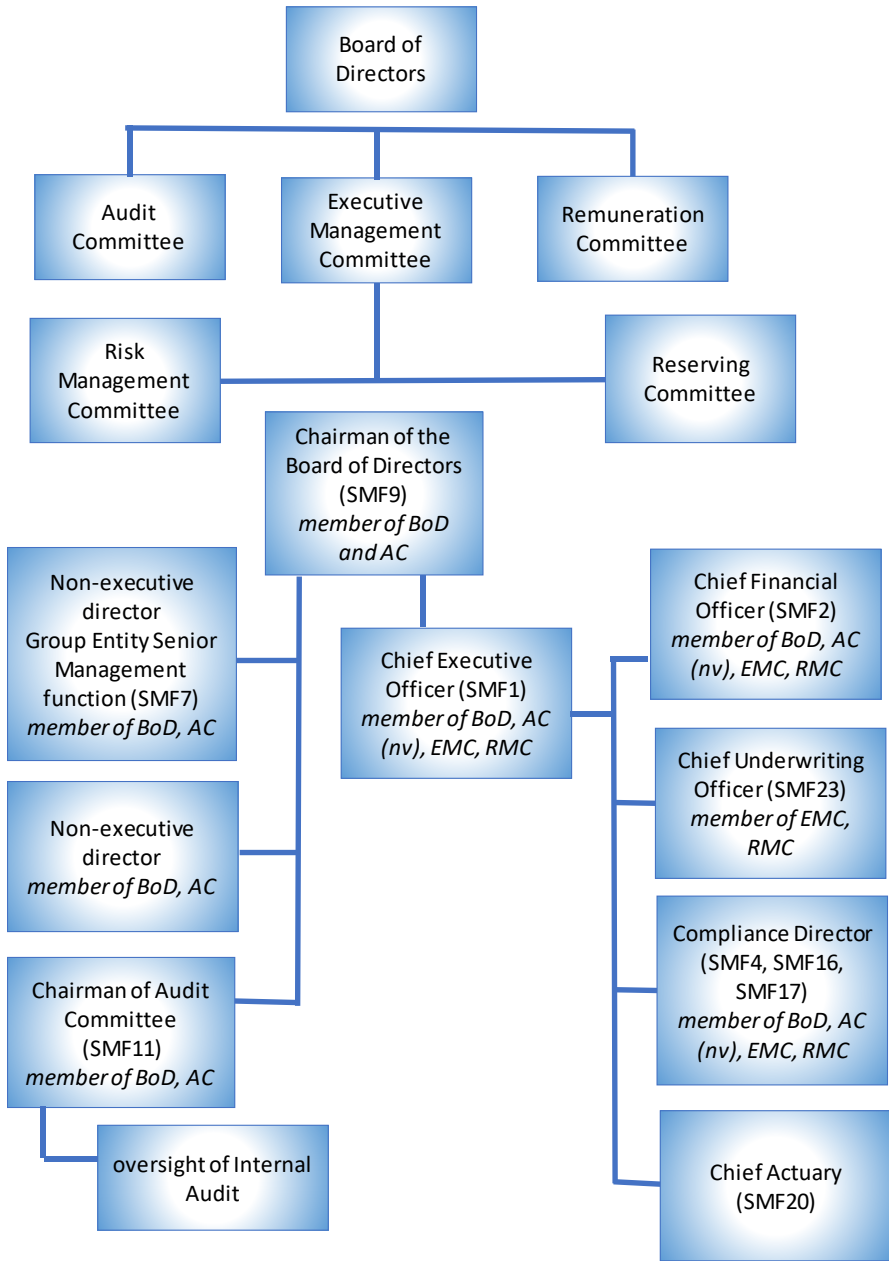 Board of
Directors
Audit
Committee
Executive
Management
Committee
Remuneration
Committee
Risk
Management
Committee
Reserving
Committee
Chairman of the
Board of Directors
(SMF9)
member of BoD
and AC
Non-executive
director
Group Entity Senior
Management
function (SMF7)
member of BoD, AC
Chief Executive
Officer (SMF1)
member of BoD, AC
(nv), EMC, RMC
Chief Financial
Officer (SMF2)
member of BoD, AC
(nv), EMC, RMC
Chief Underwriting
Officer (SMF23)
member of EMC,
RMC
Non-executive
director
member of BoD, AC
Compliance Director
(SMF4, SMF16,
SMF17)
member of BoD, AC
(nv), EMC, RMC
Chairman of Audit
Committee
(SMF11)
member of BoD, AC
oversight of Internal
Audit
Chief Actuary
(SMF20)